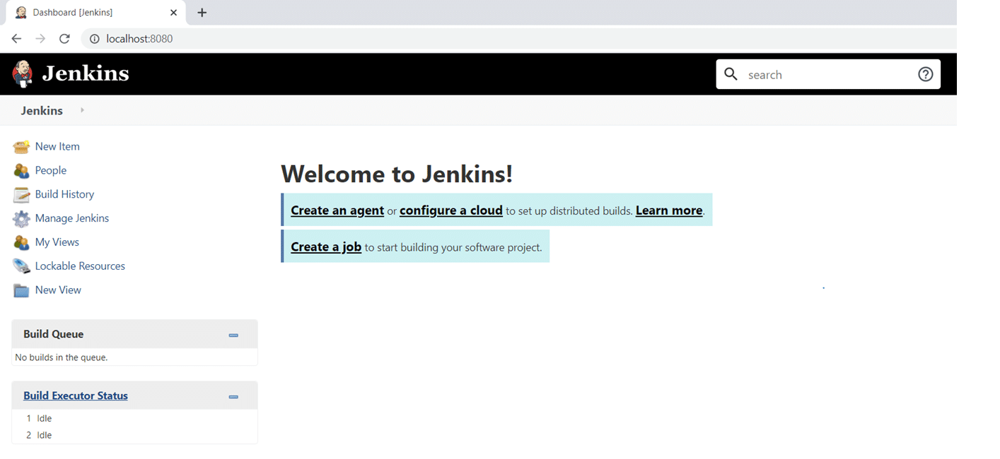 Dashboard [Jenkins]
localhost:8080
Jenkins
search
Jenkins
New Item
People
Build History
Manage Jenkins
My Views
Lockable Resources
New View
Build Queue
No builds in the queue.
Build Executor Status
1 Idle
2 Idle
Welcome to Jenkins!
Create an agent or configure a cloud to set up distributed builds. Learn more.
Create a job to start building your software project.